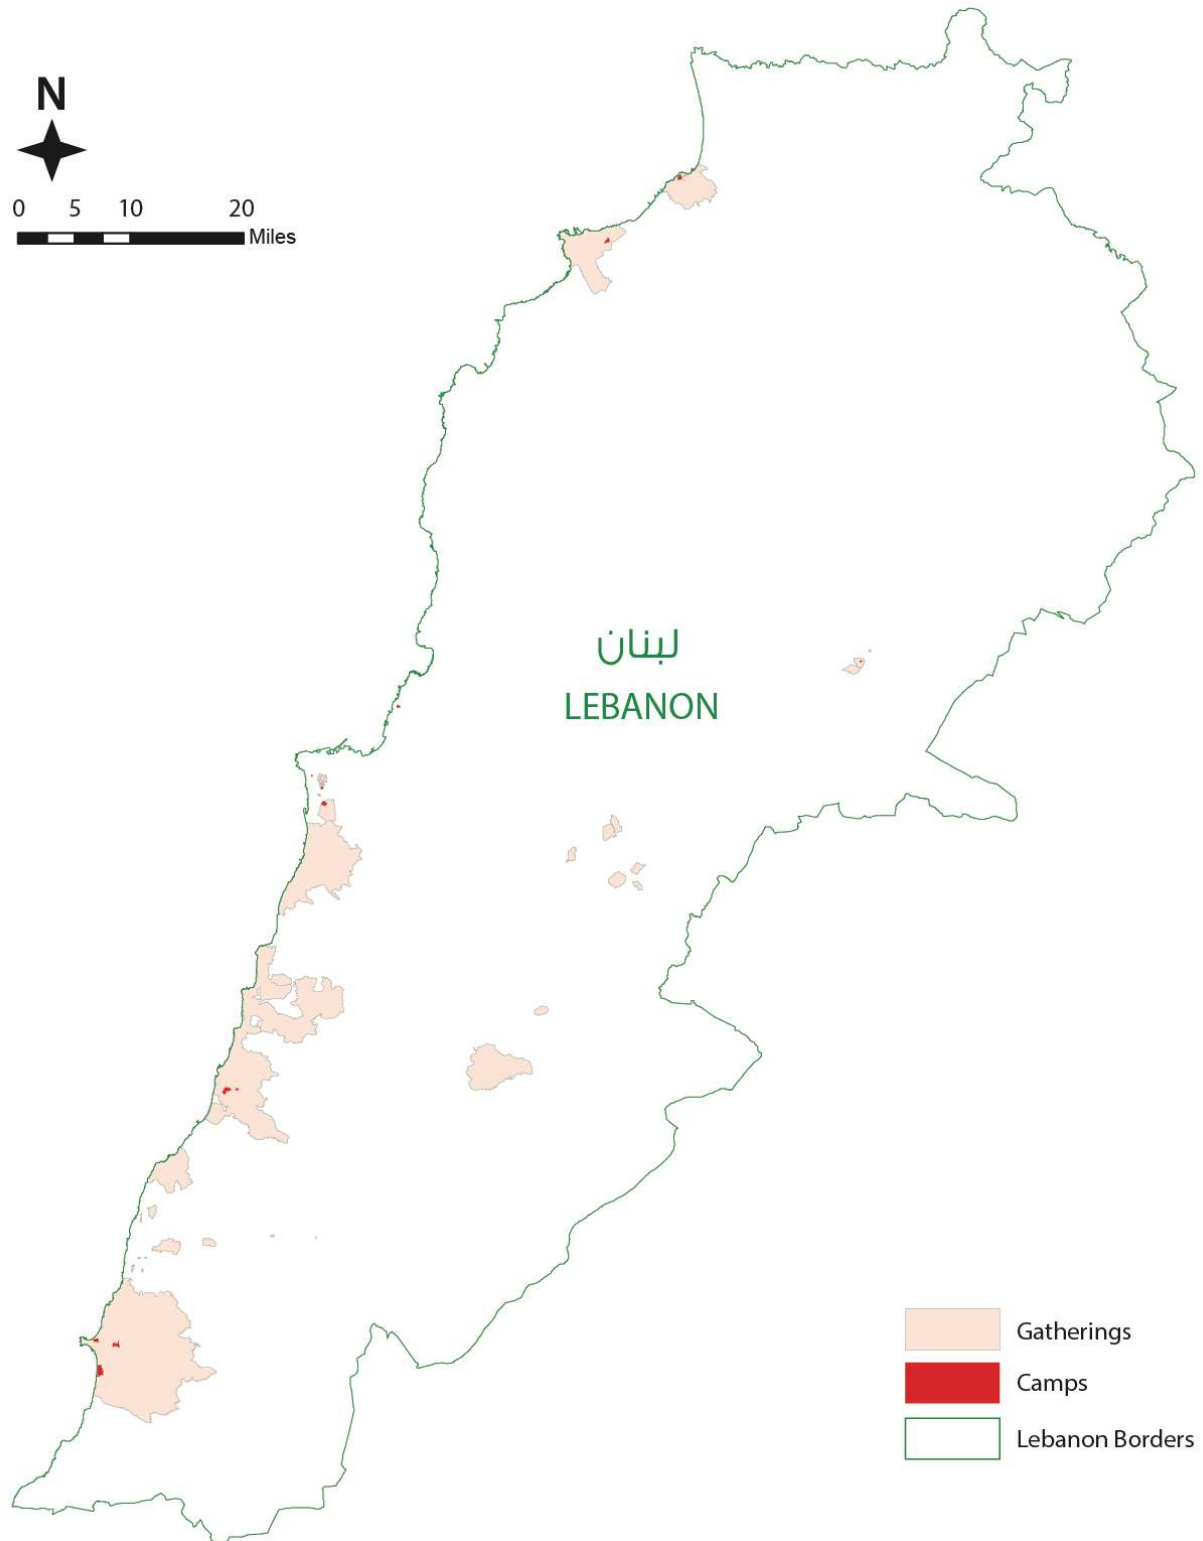 N
0 5 10 20
Miles
لبنان
LEBANON
Gatherings
Camps
Lebanon Borders